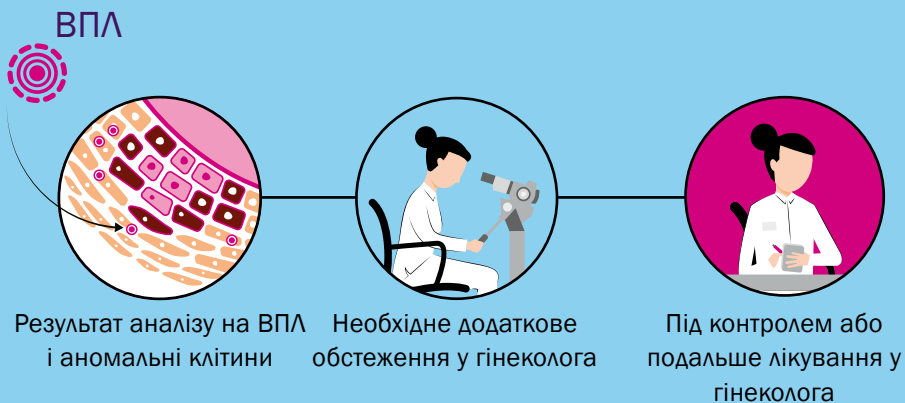 ВПЛ
Результат аналізу на ВПЛ
і аномальні клітини
Необхідне додаткове
обстеження у гінеколога
Під контролем або
подальше лікування у
гінеколога